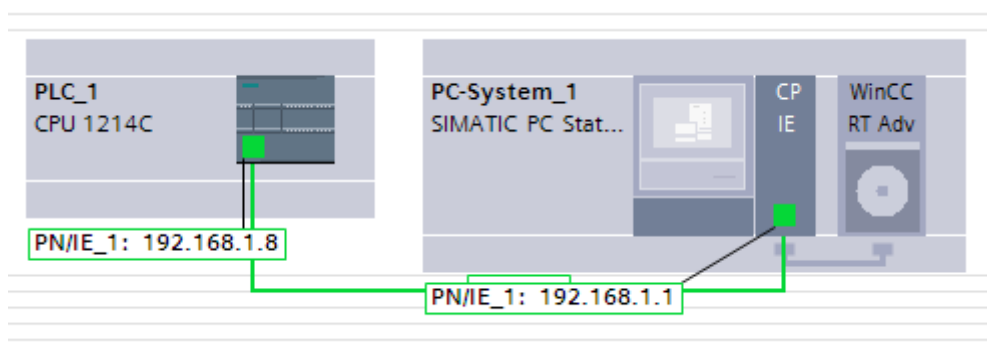 PLC_1
CPU 1214C
PN/IE_1: 192.168.1.8
PC-System_1
SIMATIC PC Stat...
CP
IE
WinCC
RT Adv
PN/IE_1: 192.168.1.1